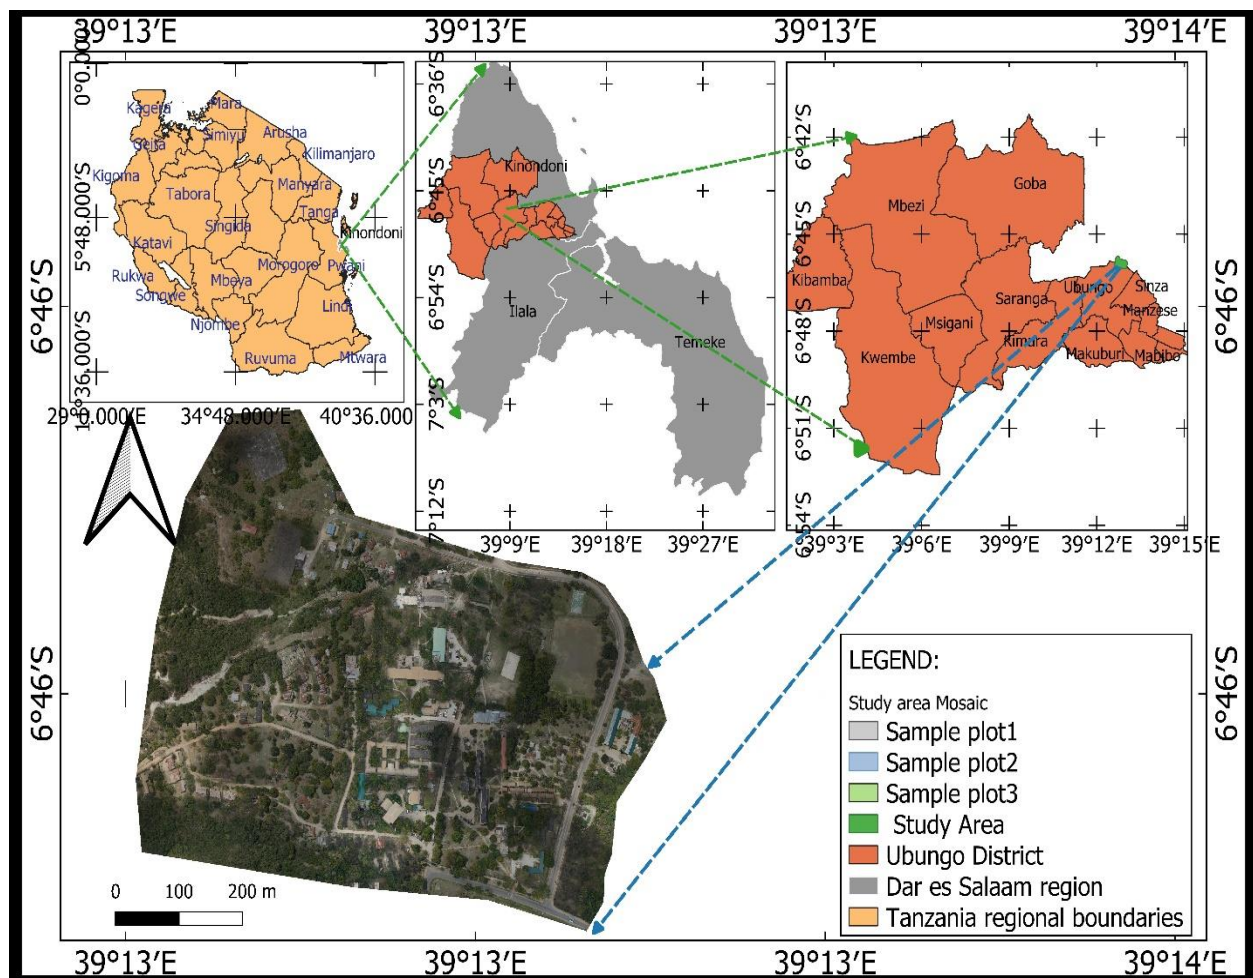 39°13′E 39°13′E 39°13′E 39°14′E
6°46′S
6°46′S
6°46′S
6°46′S
0°0.000′
5°48.000′S
11°36.000′S
29°0.000′E 34°48.000′E 40°36.000
Kagera
Mara
Simiyu
Geita
Arusha
Kilimanjaro
Kigoma
Tabora
Manyara
Tanga
Singida
Kinondoni
Katavi
Morogoro
Pwani
Rukwa
Mbeya
Songwe
Lindi
Njombe
Ruvuma
Mtwara
6°36′S
6°45′S
6°54′S
7°3′S
7°12′S
39°9′E 39°18′E 39°27′E
Kinondoni
Ilala
Temeke
6°42′S
6°45′S
6°48′S
6°51′S
6°54′S
39°3′E 39°6′E 39°9′E 39°12′E 39°15′E
Goba
Mbezi
Kibamba
Ubungo
Sinza
Saranga
Manzese
Msigani
Kimara
Kwembe
Makuburi
Mabibo
0 100 200 m
LEGEND:
Study area Mosaic
Sample plot1
Sample plot2
Sample plot3
Study Area
Ubungo District
Dar es Salaam region
Tanzania regional boundaries
39°13′E 39°13′E 39°13′E 39°14′E